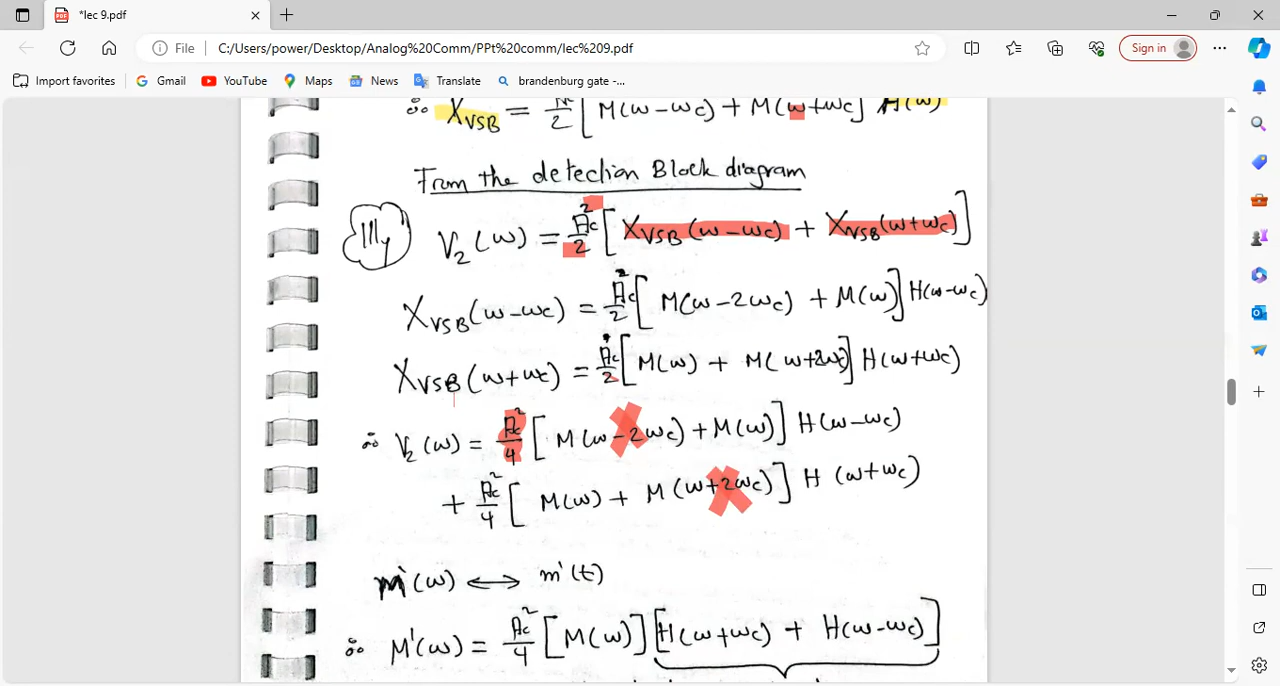 *lec 9.pdf
File C:/Users/power/Desktop/Analog%20Comm/PPt%20comm/lec%209.pdf Sign in
Import favorites Gmail YouTube Maps News Translate brandenburg gate -...
∴ X_VSB = Ac/2 [ M(ω-ωc) + M(ω+ωc) ] H(ω)
From the detection Block diagram
V₂(ω) = Ac²/2 [ X_VSB(ω-ωc) + X_VSB(ω+ωc) ]
X_VSB(ω-ωc) = Ac²/2 [ M(ω-2ωc) + M(ω) ] H(ω-ωc)
X_VSB(ω+ωc) = Ac/2 [ M(ω) + M(ω+2ωc) ] H(ω+ωc)
∴ V₂(ω) = Ac²/4 [ M(ω-2ωc) + M(ω) ] H(ω-ωc)
+ Ac²/4 [ M(ω) + M(ω+2ωc) ] H(ω+ωc)
M'(ω) ⟷ m'(t)
∴ M'(ω) = Ac²/4 [M(ω)] [H(ω+ωc) + H(ω-ωc)]